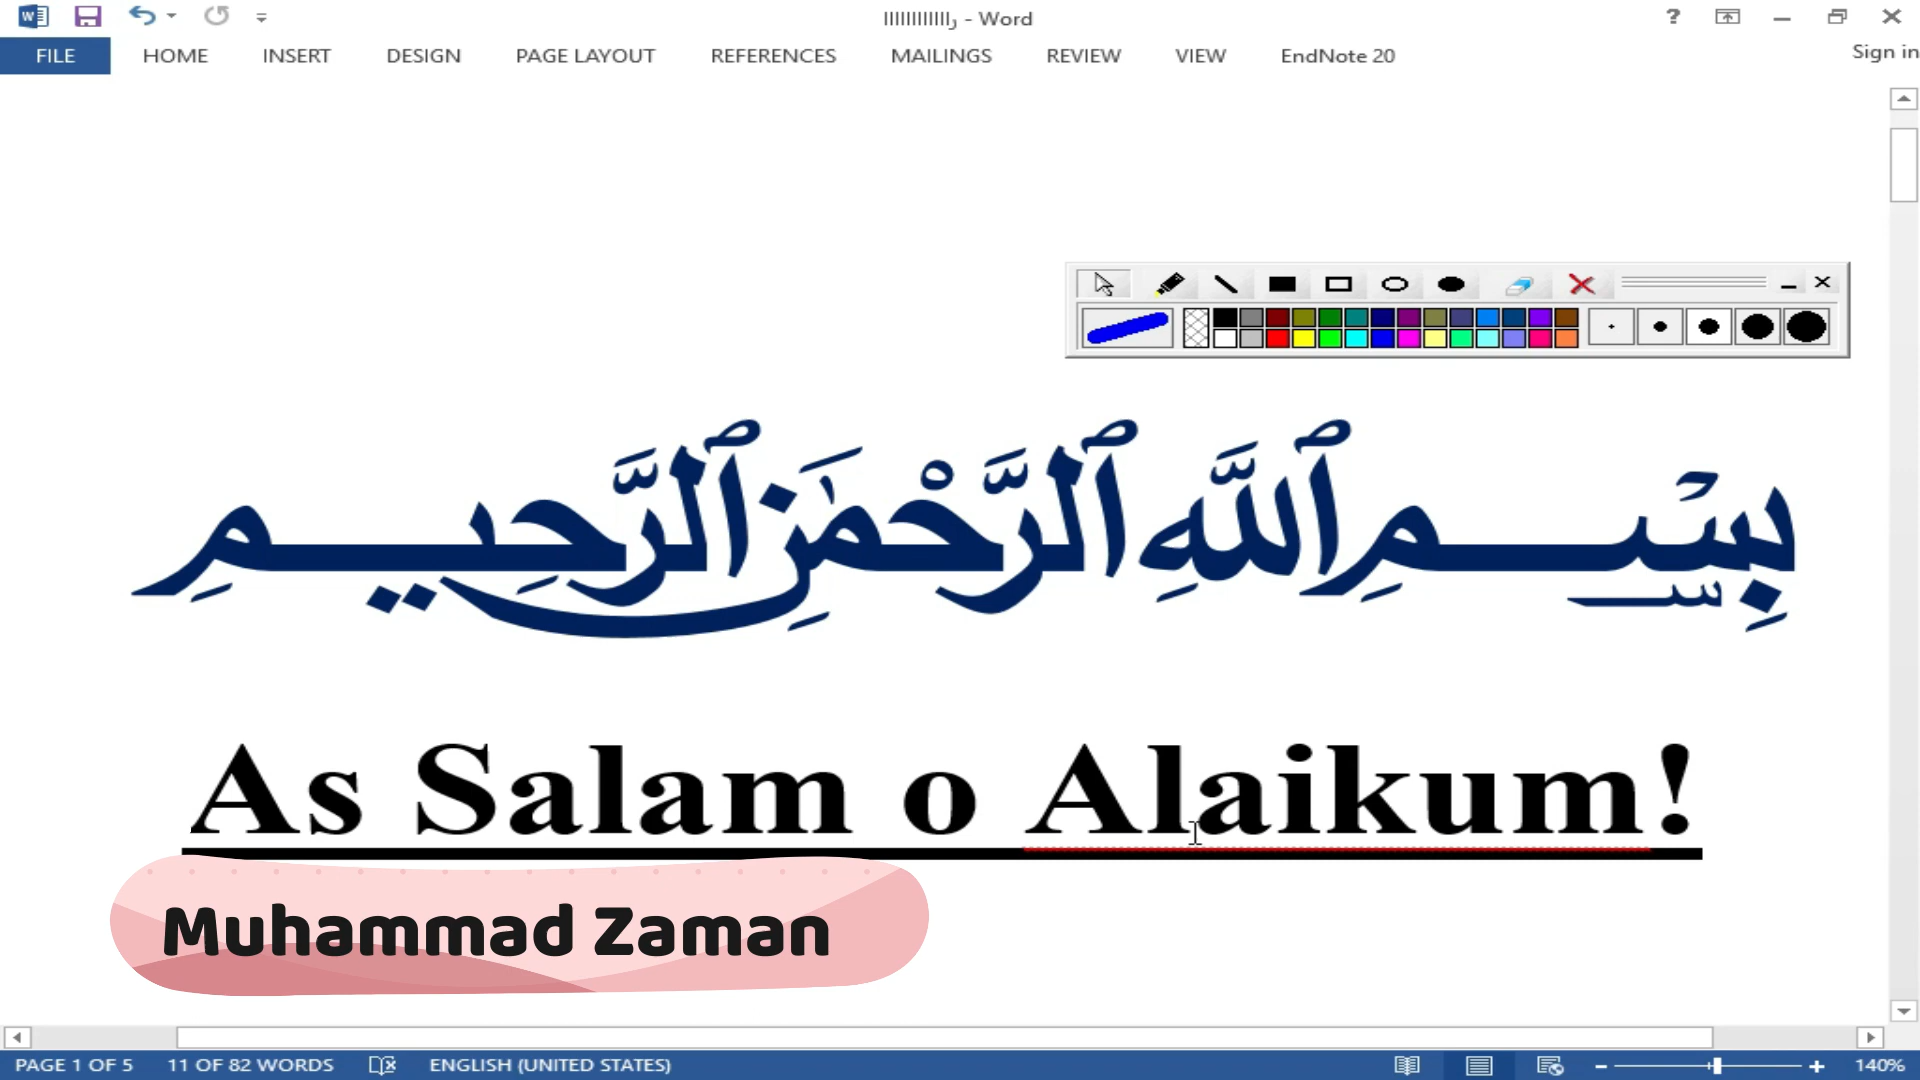 اااااااااااار - Word
FILE HOME INSERT DESIGN PAGE LAYOUT REFERENCES MAILINGS REVIEW VIEW EndNote 20 Sign in
بِسْمِ ٱللَّهِ ٱلرَّحْمَٰنِ ٱلرَّحِيمِ
As Salam o Alaikum!
Muhammad Zaman
PAGE 1 OF 5 11 OF 82 WORDS ENGLISH (UNITED STATES) 140%